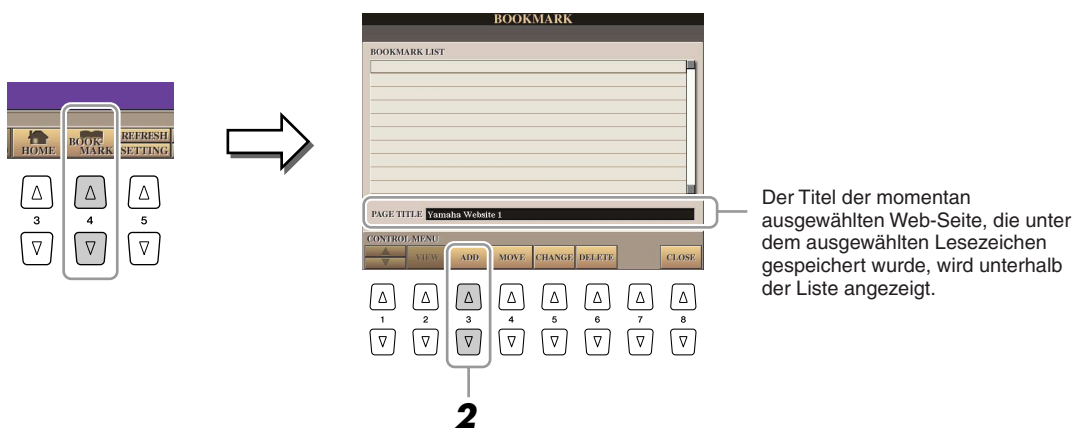 HOME
BOOK MARK
REFRESH
SETTING
3 4 5
BOOKMARK
BOOKMARK LIST
PAGE TITLE Yamaha Website 1
CONTROL MENU
VIEW ADD MOVE CHANGE DELETE CLOSE
1 2 3 4 5 6 7 8
2
Der Titel der momentan
ausgewählten Web-Seite, die unter
dem ausgewählten Lesezeichen
gespeichert wurde, wird unterhalb
der Liste angezeigt.